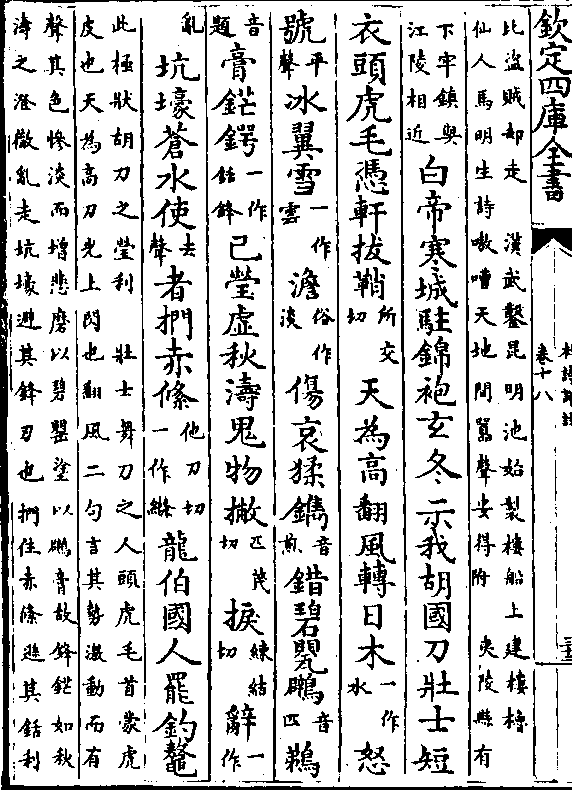 欽定四庫全書
卷十八
比盜賊却走　漢武鑿昆明池始製樓船上建樓櫓
仙人馬明生詩嗷嘈天地間嚻聲安得附　夷陵縣有
下牢鎮與
江陵相近
白帝寒城駐錦袍玄冬示我胡國刀壯士短
衣頭虎毛憑軒拔鞘所交切天為高翻風轉日木一作水怒
號平聲冰翼雪一作雲澹俗作淡傷哀猱鐫音煎錯碧甖鸊音匹鵜
音題膏鋩鍔一作銛鋒已瑩虛秋濤鬼物撇匹蔑切捩練結切辭一作
亂坑壕蒼水使去聲者捫赤絛他刀切一作縧龍伯國人罷釣鼇
此極狀胡刀之瑩利　壯士舞刀之人頭虎毛首蒙虎
皮也天為高刀光上閃也翻風二句言其勢激動而有
聲其色慘淡而增悲磨以碧甖塗以鵜膏故鋒鋩如秋
濤之澄澈亂走坑壕避其鋒刃也捫住赤絛遜其銛利